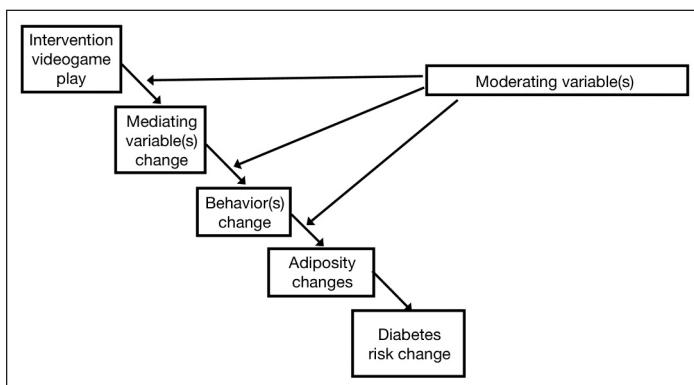 Intervention
videogame
play
Moderating variable(s)
Mediating
variable(s)
change
Behavior(s)
change
Adiposity
changes
Diabetes
risk change